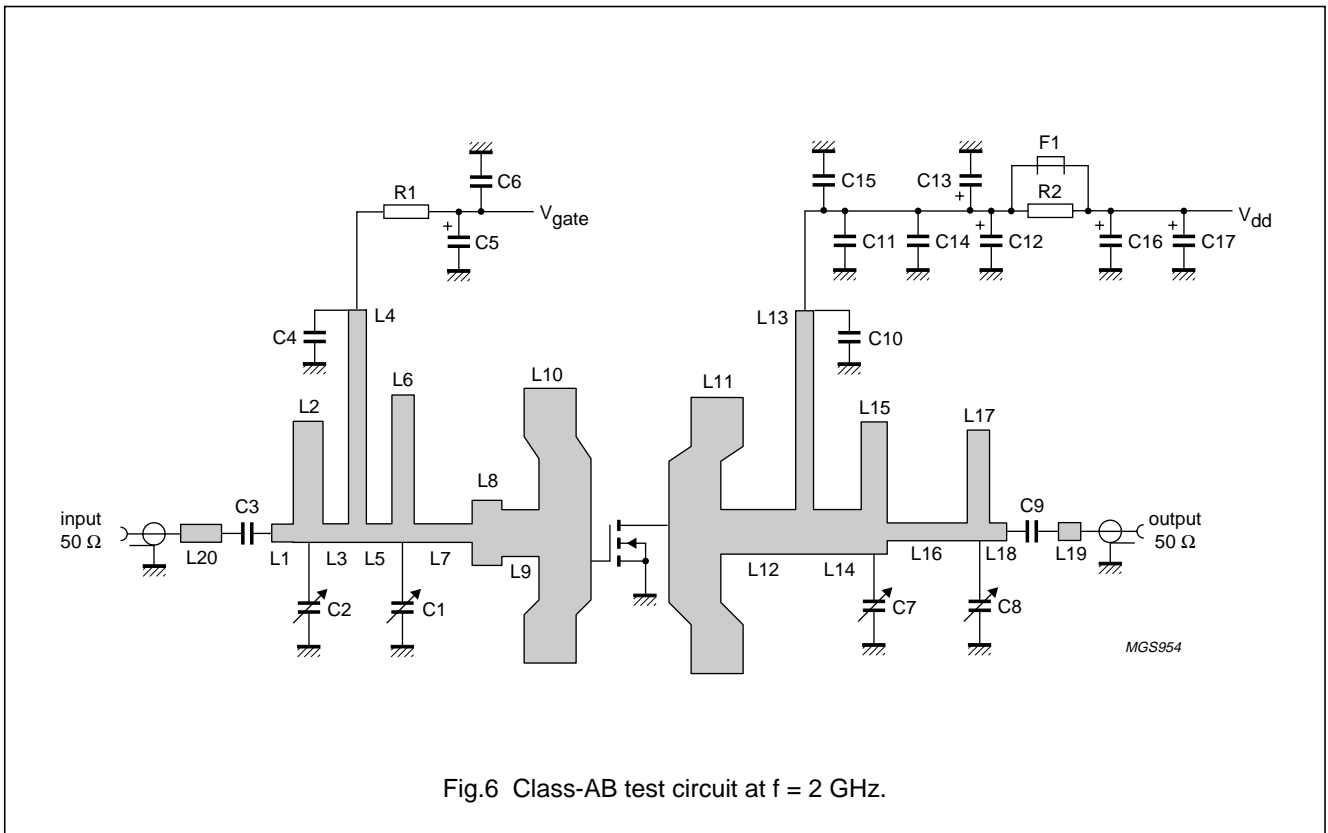 F1
C15
C13
+
R2
C6
R1
V_gate
+
C5
C11
C14
+
C12
+
C16
+
C17
V_dd
L4
C4
L13
C10
L6
L10
L11
L2
L15
L17
L8
C3
input
50 Ω
L20
L1
L3
L5
L7
L9
L12
L14
L16
L18
C9
L19
output
50 Ω
C2
C1
C7
C8
MGS954
Fig.6 Class-AB test circuit at f = 2 GHz.